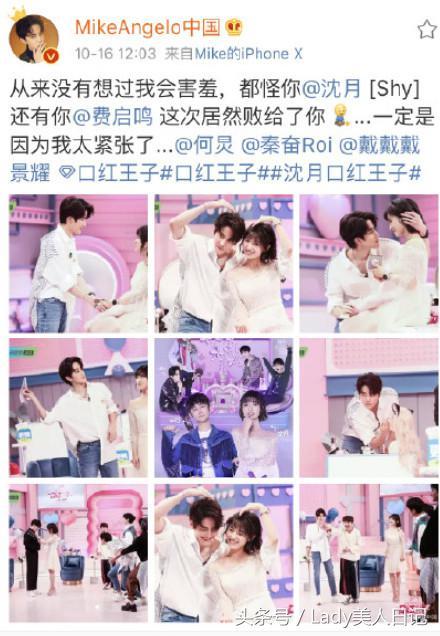 MikeAngelo中国
10-16 12:03 来自Mike的iPhone X
从来没有想过我会害羞，都怪你@沈月 [Shy]
还有你@费启鸣 这次居然败给了你 ...一定是
因为我太紧张了...@何炅 @秦奋Roi @戴戴戴
景耀 口红王子#口红王子##沈月口红王子#
头条号 / Lady美人日记